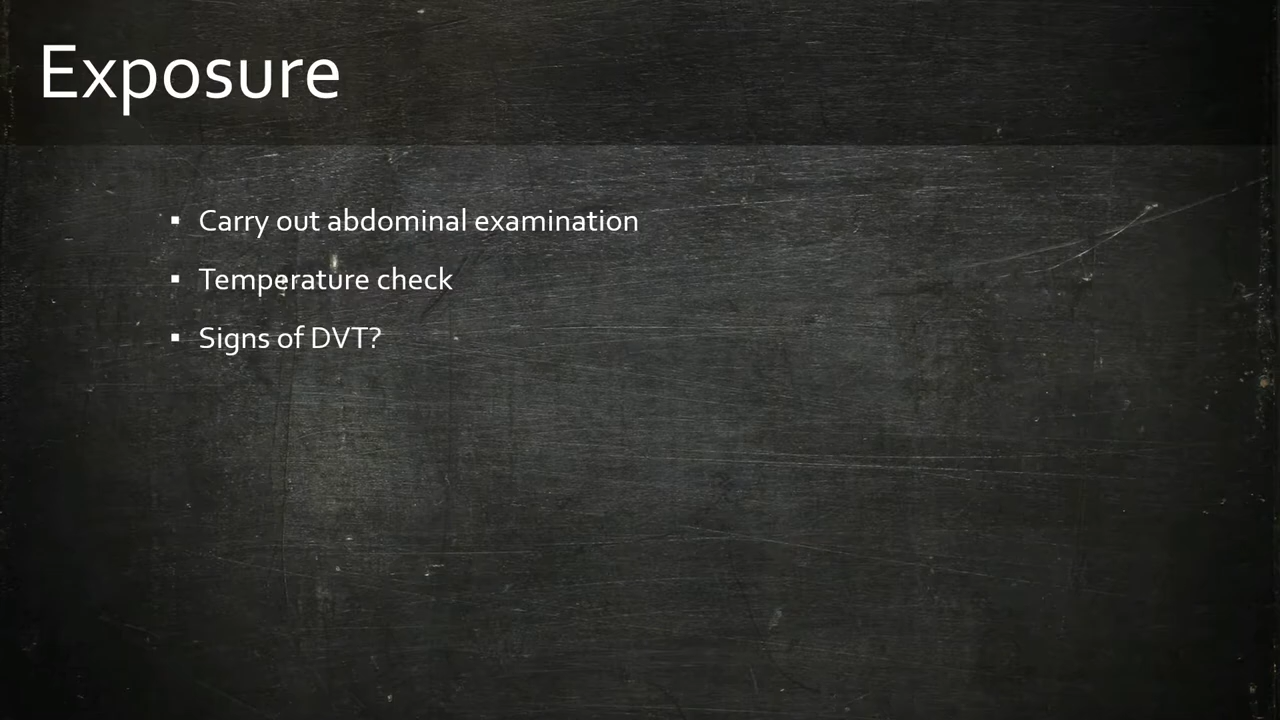 Exposure
▪ Carry out abdominal examination
▪ Temperature check
▪ Signs of DVT?